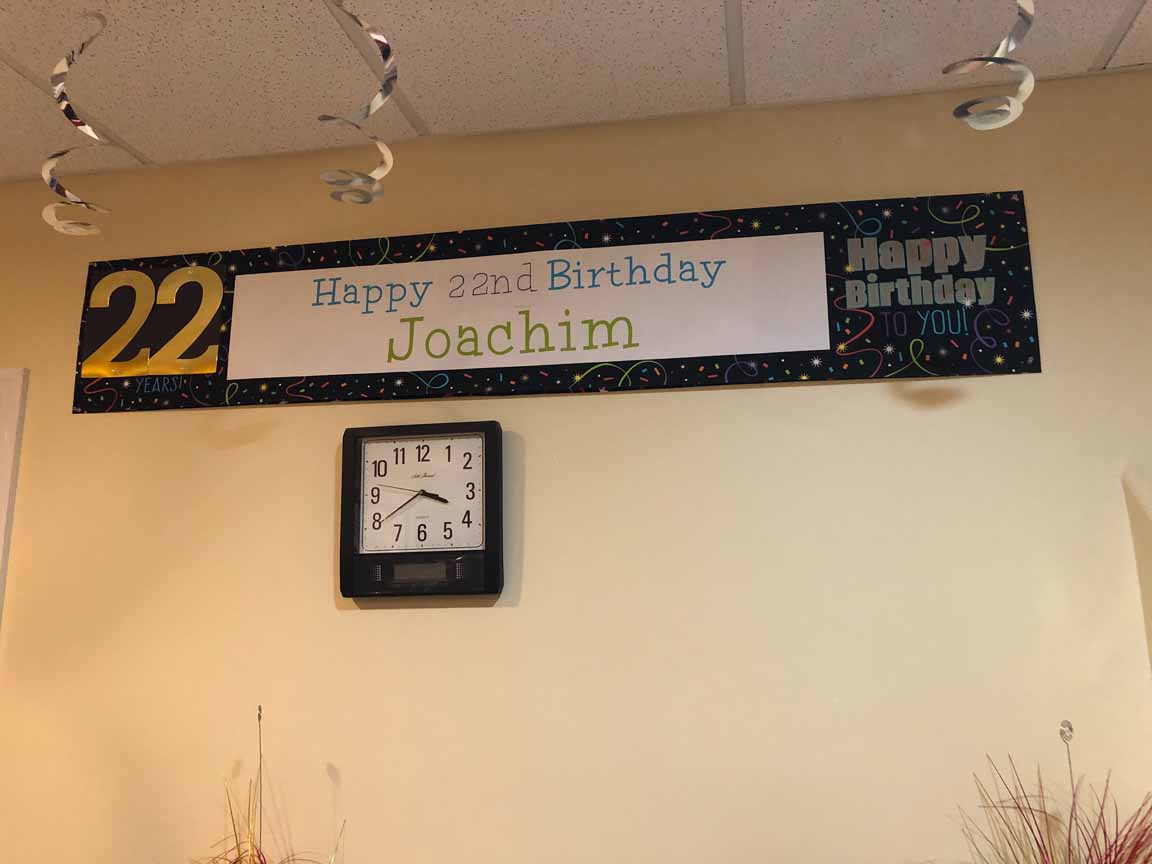 22
YEARS!
Happy 22nd Birthday
Joachim
Happy
Birthday
TO YOU!
12
1
2
3
4
5
6
7
8
9
10
11